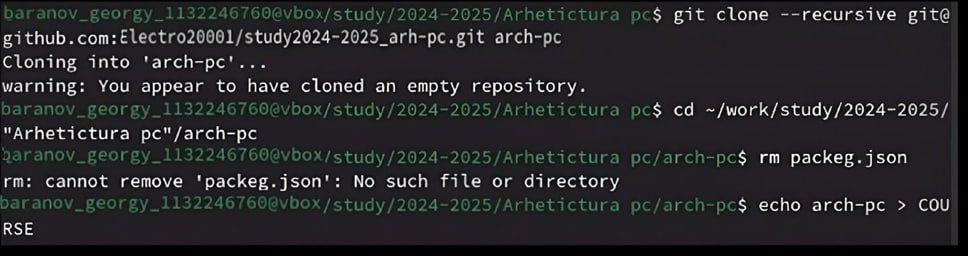 baranov_georgy_1132246760@vbox/study/2024-2025/Arhetictura pc$ git clone --recursive git@
github.com:Electro20001/study2024-2025_arh-pc.git arch-pc
Cloning into 'arch-pc'...
warning: You appear to have cloned an empty repository.
baranov_georgy_1132246760@vbox/study/2024-2025/Arhetictura pc$ cd ~/work/study/2024-2025/
"Arhetictura pc"/arch-pc
baranov_georgy_1132246760@vbox/study/2024-2025/Arhetictura pc/arch-pc$ rm packeg.json
rm: cannot remove 'packeg.json': No such file or directory
baranov_georgy_1132246760@vbox/study/2024-2025/Arhetictura pc/arch-pc$ echo arch-pc > COU
RSE